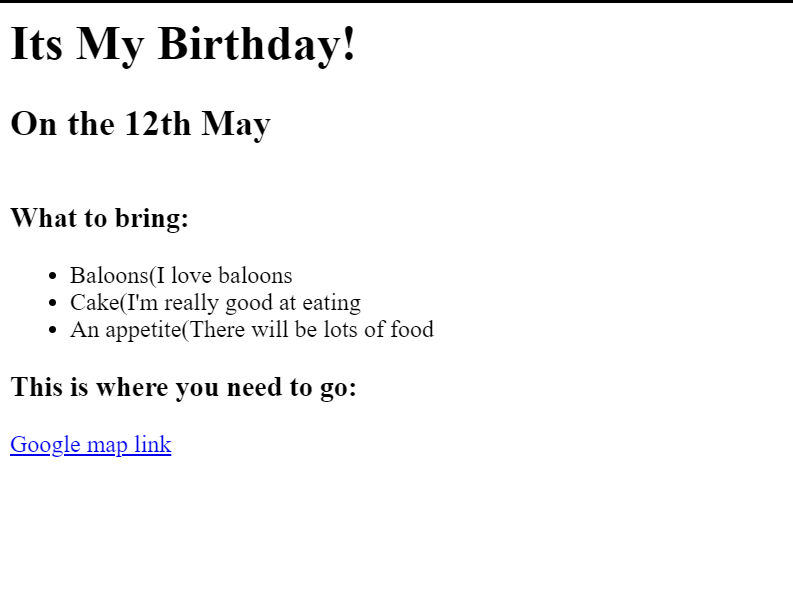 Its My Birthday!
On the 12th May
What to bring:
Baloons(I love baloons
Cake(I'm really good at eating
An appetite(There will be lots of food
This is where you need to go:
Google map link